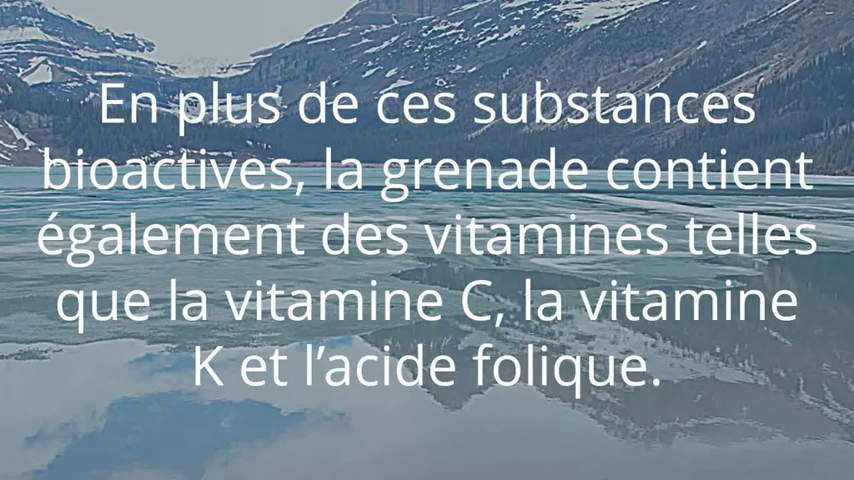 En plus de ces substances
bioactives, la grenade contient
également des vitamines telles
que la vitamine C, la vitamine
K et l’acide folique.